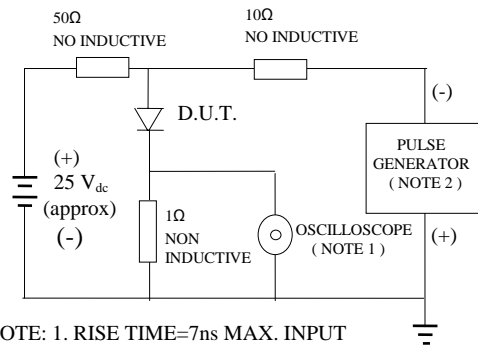 50Ω
NO INDUCTIVE
10Ω
NO INDUCTIVE
(-)
D.U.T.
PULSE
GENERATOR
( NOTE 2 )
(+)
25 Vdc
(approx)
(-)
1Ω
NON
INDUCTIVE
OSCILLOSCOPE
( NOTE 1 )
(+)
OTE: 1. RISE TIME=7ns MAX. INPUT